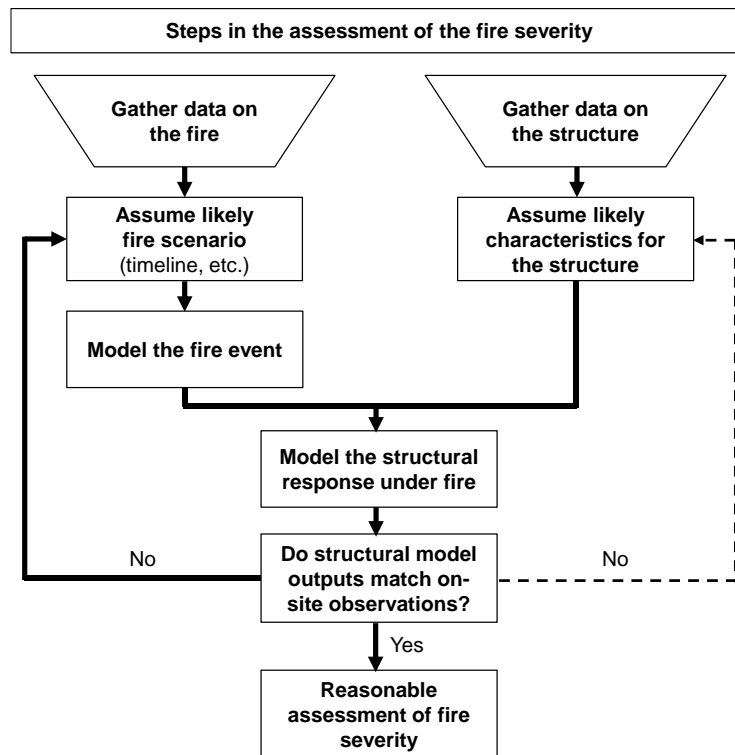 Steps in the assessment of the fire severity
Gather data on
the fire
Gather data on
the structure
Assume likely
fire scenario
(timeline, etc.)
Assume likely
characteristics for
the structure
Model the fire event
Model the structural
response under fire
No
Do structural model
outputs match on-
site observations?
No
Yes
Reasonable
assessment of fire
severity